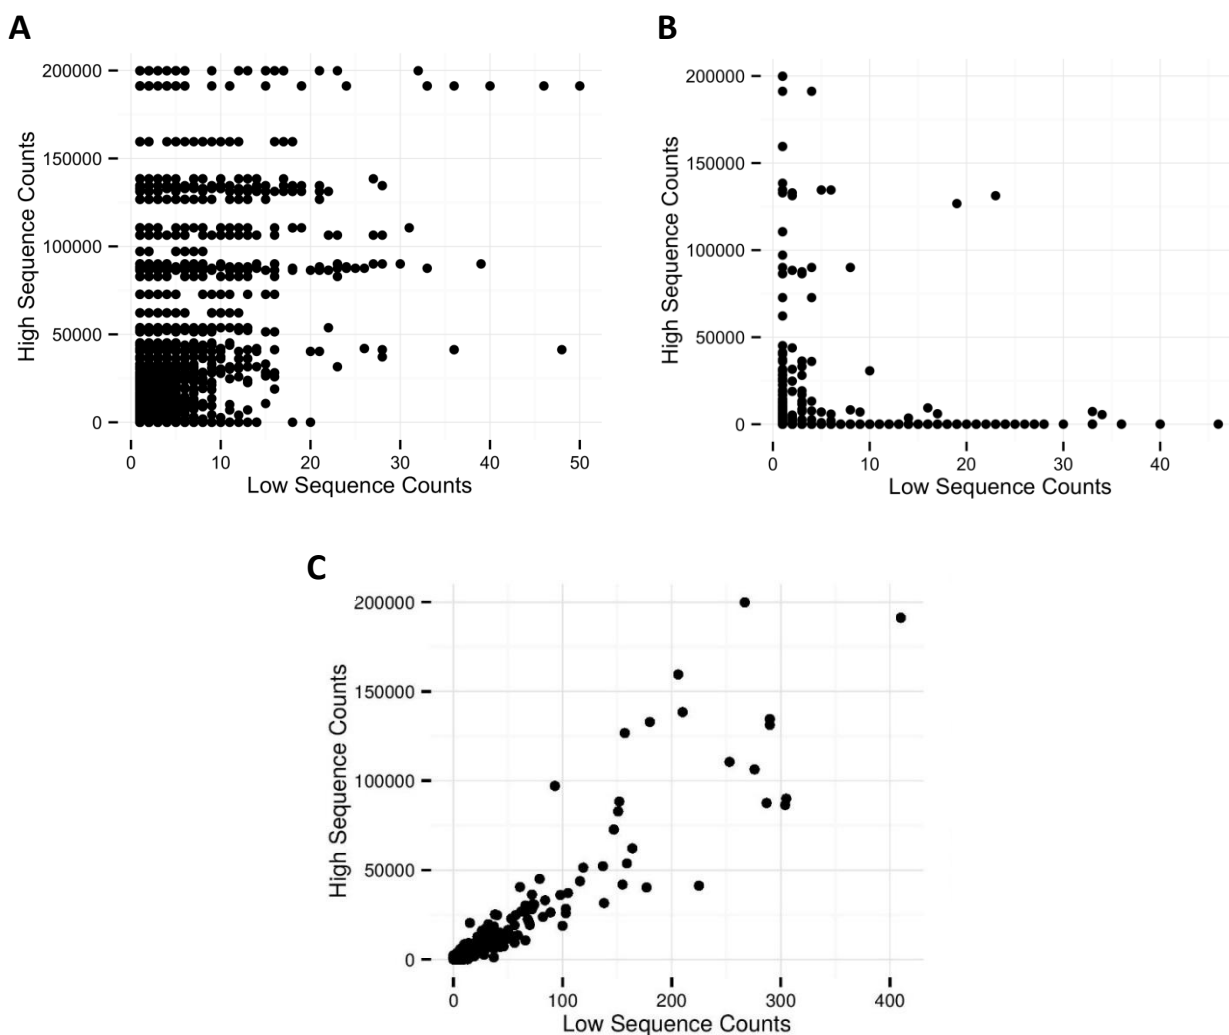 A
High Sequence Counts
200000
150000
100000
50000
0
0 10 20 30 40 50
Low Sequence Counts
B
High Sequence Counts
200000
150000
100000
50000
0
0 10 20 30 40
Low Sequence Counts
C
High Sequence Counts
200000
150000
100000
50000
0
0 100 200 300 400
Low Sequence Counts